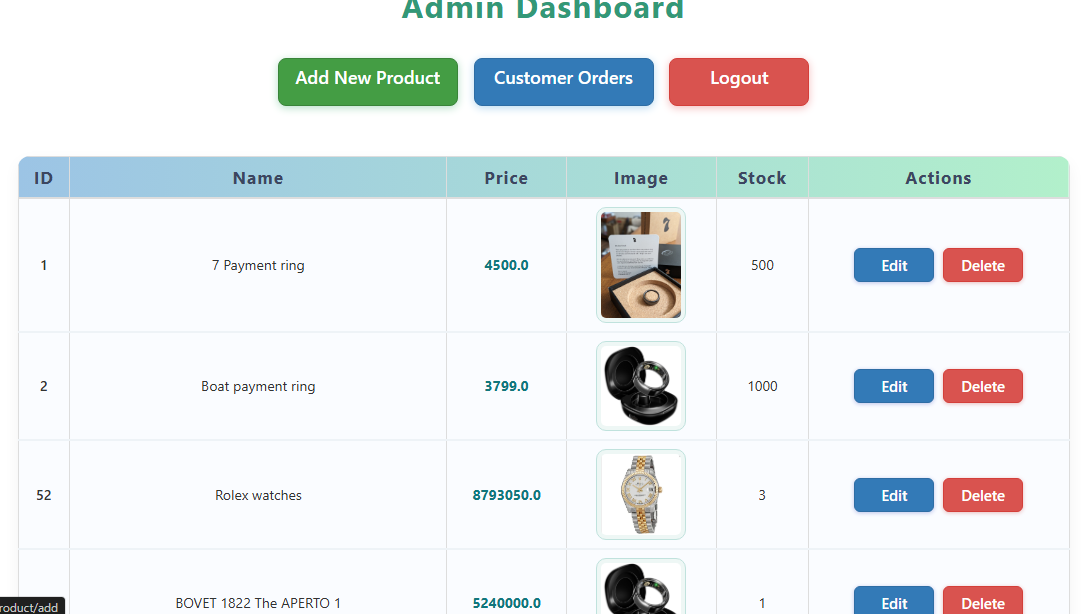 Admin Dashboard
Add New Product Customer Orders Logout
ID Name Price Image Stock Actions
1 7 Payment ring 4500.0 7 500 Edit Delete
2 Boat payment ring 3799.0 1000 Edit Delete
52 Rolex watches 8793050.0 3 Edit Delete
BOVET 1822 The APERTO 1 5240000.0 1 Edit Delete
roduct/add